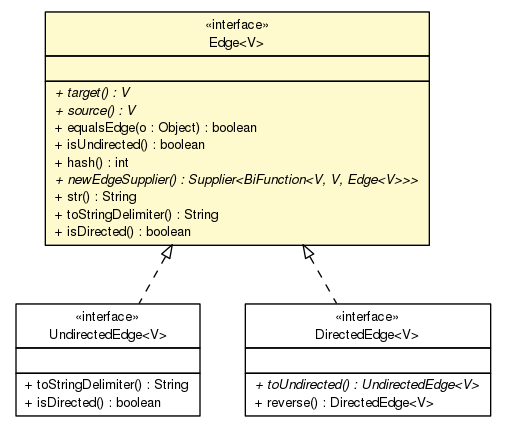 «interface»
Edge<V>
+ target() : V
+ source() : V
+ equalsEdge(o : Object) : boolean
+ isUndirected() : boolean
+ hash() : int
+ newEdgeSupplier() : Supplier<BiFunction<V, V, Edge<V>>>
+ str() : String
+ toStringDelimiter() : String
+ isDirected() : boolean
«interface»
UndirectedEdge<V>
+ toStringDelimiter() : String
+ isDirected() : boolean
«interface»
DirectedEdge<V>
+ toUndirected() : UndirectedEdge<V>
+ reverse() : DirectedEdge<V>